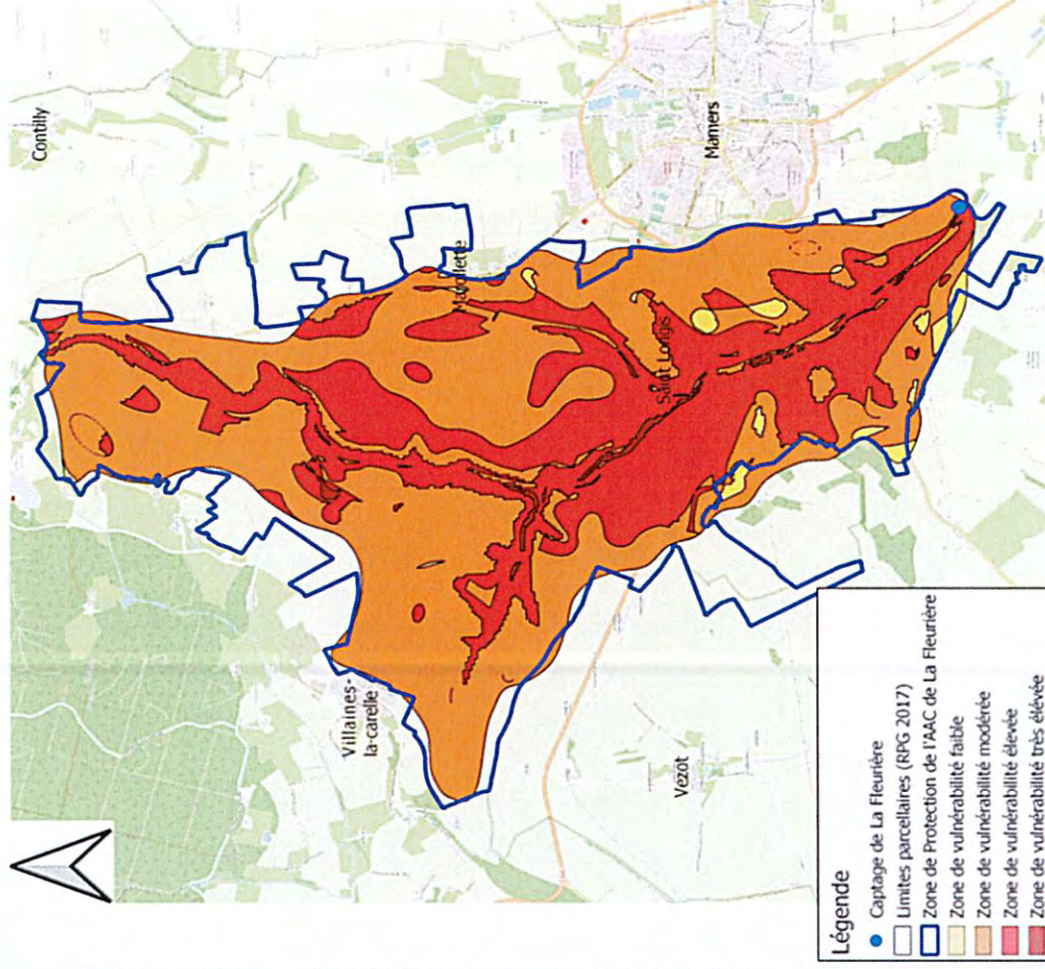 Contilly
Mamers
Saint Longis
Villaines-
la-carelle
Vezot
Légende
Captage de La Fleurière
Limites parcellaires (RPG 2017)
Zone de Protection de l'AAC de La Fleurière
Zone de vulnérabilité faible
Zone de vulnérabilité modérée
Zone de vulnérabilité élevée
Zone de vulnérabilité très élévée